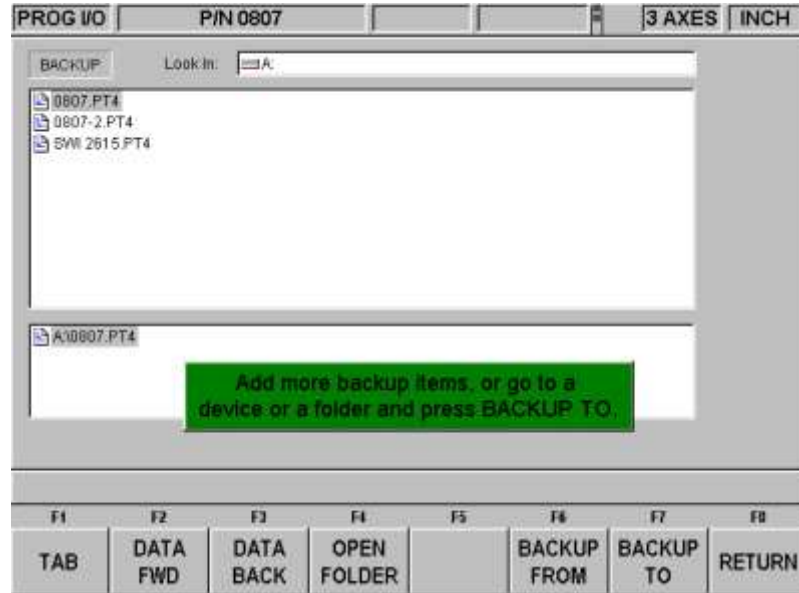 PROG I/O P/N 0807 3 AXES INCH
BACKUP Look In: A:
0807.PT4
0807-2.PT4
SWI 2615.PT4
A:\0807.PT4
Add more backup items, or go to a
device or a folder and press BACKUP TO.
F1 F2 F3 F4 F5 F6 F7 F8
TAB DATA FWD DATA BACK OPEN FOLDER BACKUP FROM BACKUP TO RETURN